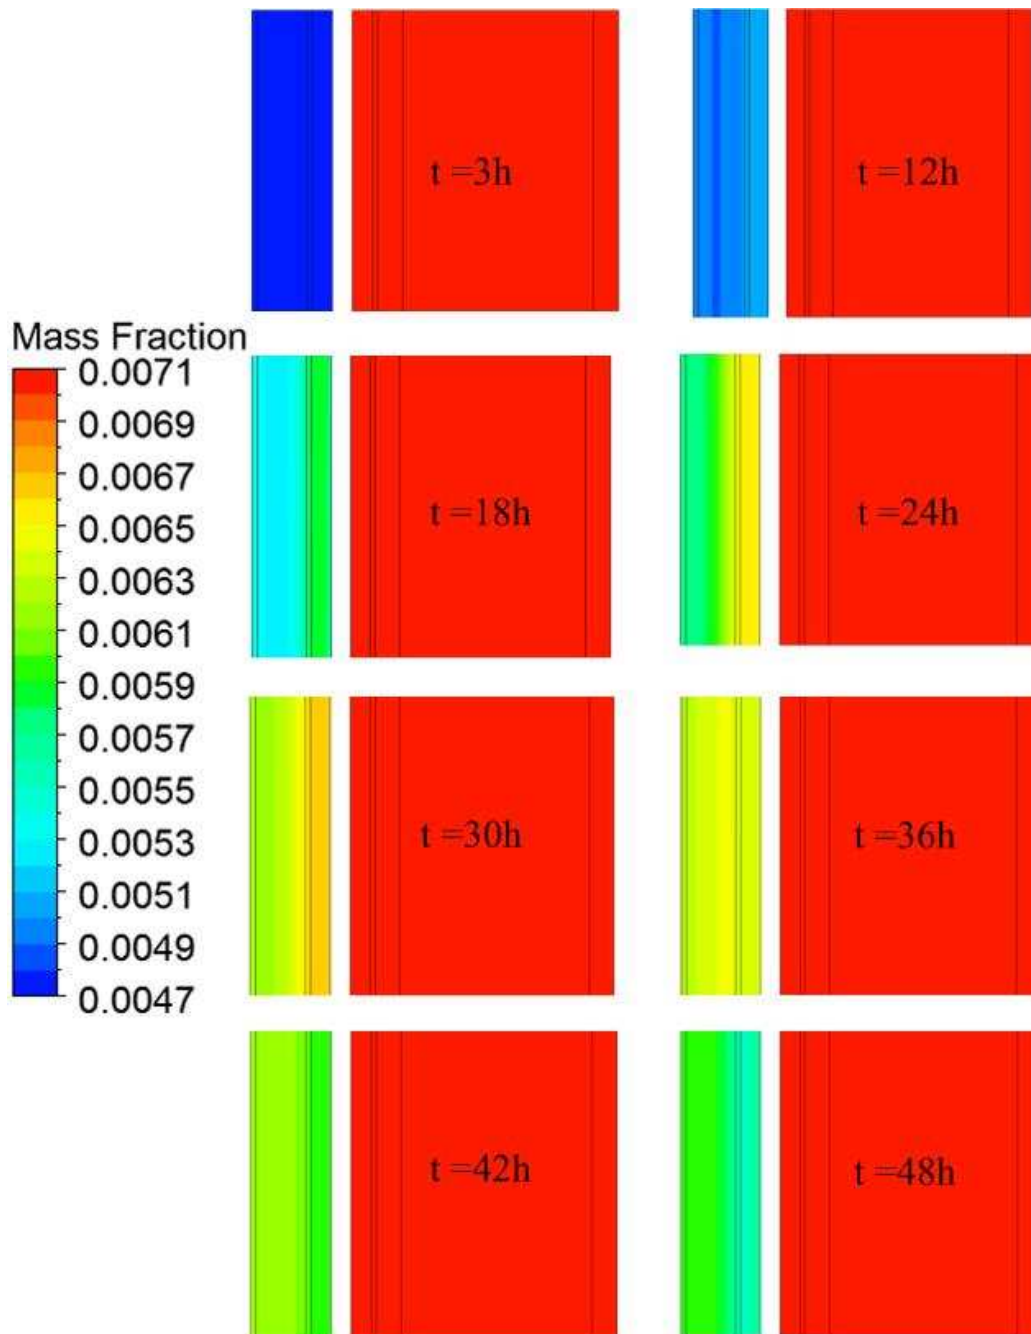 t =3h
t =12h
Mass Fraction
0.0071
0.0069
0.0067
0.0065
0.0063
0.0061
0.0059
0.0057
0.0055
0.0053
0.0051
0.0049
0.0047
t =18h
t =24h
t =30h
t =36h
t =42h
t =48h